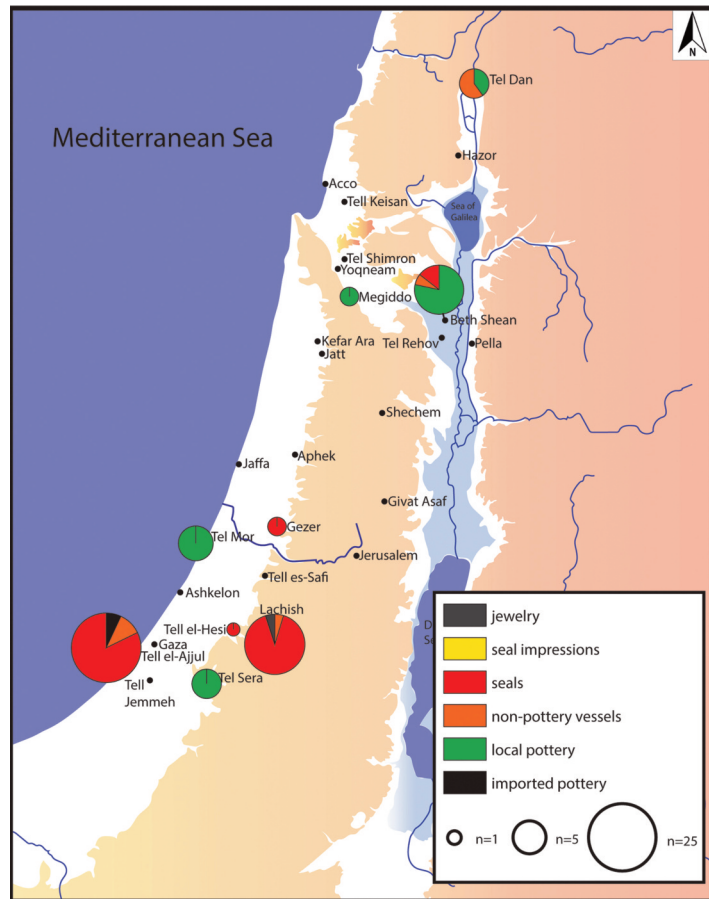 N
Tel Dan
Mediterranean Sea
Hazor
Acco
Tell Keisan
Sea of
Galilea
Tel Shimron
Yoqneam
Megiddo
Beth Shean
Kefar Ara
Tel Rehov
Pella
Jatt
Shechem
Aphek
Jaffa
Givat Asaf
Gezer
Tel Mor
Jerusalem
Tell es-Safi
Ashkelon
Lachish
Tell el-Hesi
Gaza
Tell el-Ajjul
Tel Sera
Tell
Jemmeh
jewelry
seal impressions
seals
non-pottery vessels
local pottery
imported pottery
n=1
n=5
n=25